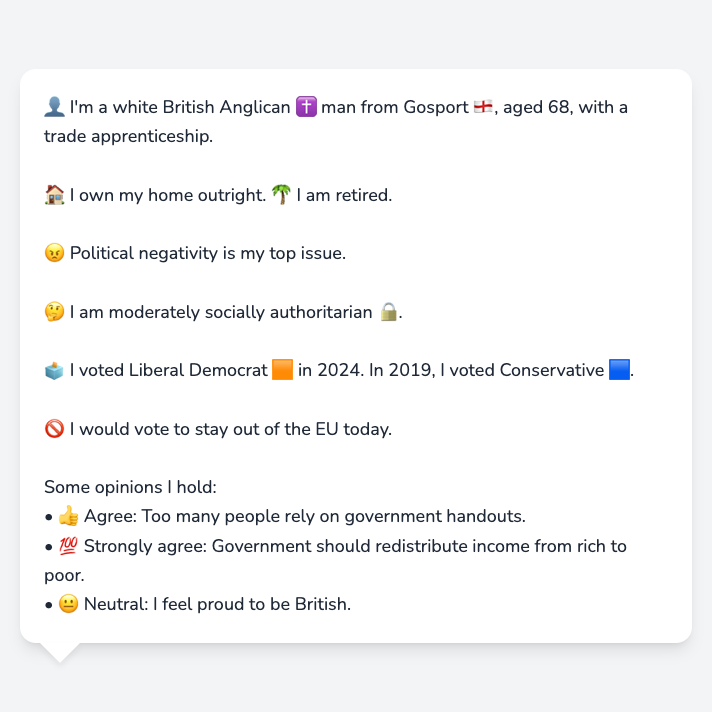 👤 I'm a white British Anglican ✝️ man from Gosport 🏴󠁧󠁢󠁥󠁮󠁧󠁿, aged 68, with a
trade apprenticeship.
🏠 I own my home outright. 🌴 I am retired.
😠 Political negativity is my top issue.
🤔 I am moderately socially authoritarian 🔒.
🗳️ I voted Liberal Democrat 🟧 in 2024. In 2019, I voted Conservative 🟦.
🚫 I would vote to stay out of the EU today.
Some opinions I hold:
• 👍 Agree: Too many people rely on government handouts.
• 💯 Strongly agree: Government should redistribute income from rich to
poor.
• 😐 Neutral: I feel proud to be British.